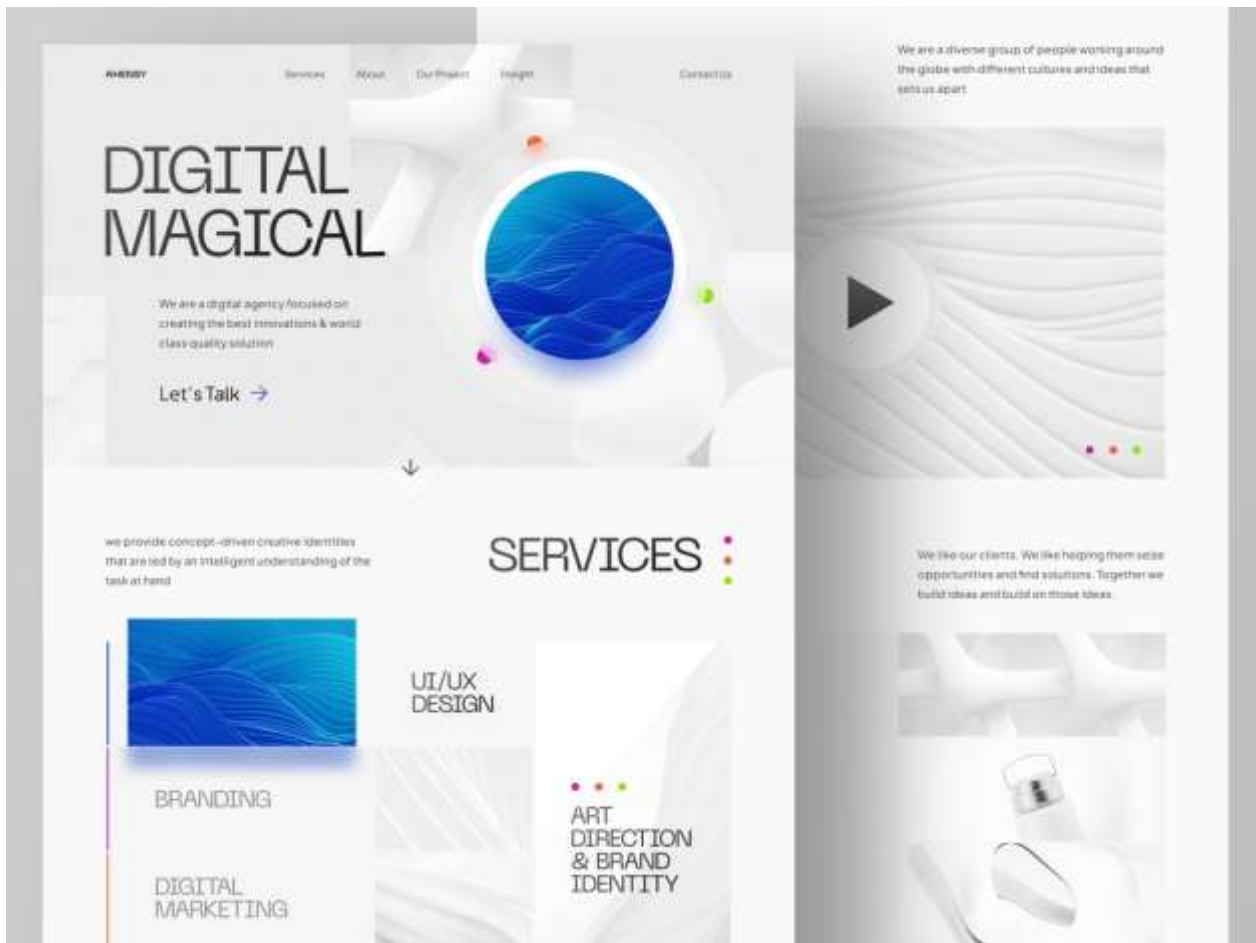 Services
About
Our Project
Insight
Contact Us
DIGITAL
MAGICAL
We are a digital agency focused on
creating the best innovations & world
class quality solution
Let's Talk
we provide concept-driven creative identities
that are led by an intelligent understanding of the
task at hand
SERVICES
UI/UX
DESIGN
BRANDING
DIGITAL
MARKETING
ART
DIRECTION
& BRAND
IDENTITY
We are a diverse group of people working around
the globe with different cultures and ideas that
sets us apart
We like our clients. We like helping them seize
opportunities and find solutions. Together we
build ideas and build on those ideas.